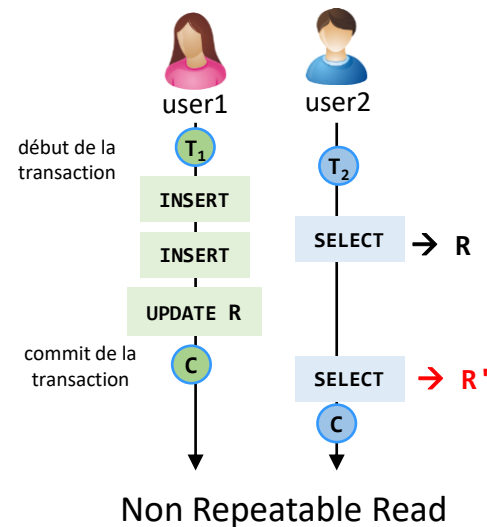 user1
user2
début de la
transaction
T1
T2
INSERT
SELECT
→ R
INSERT
UPDATE R
commit de la
transaction
C
SELECT
→ R'
C
Non Repeatable Read